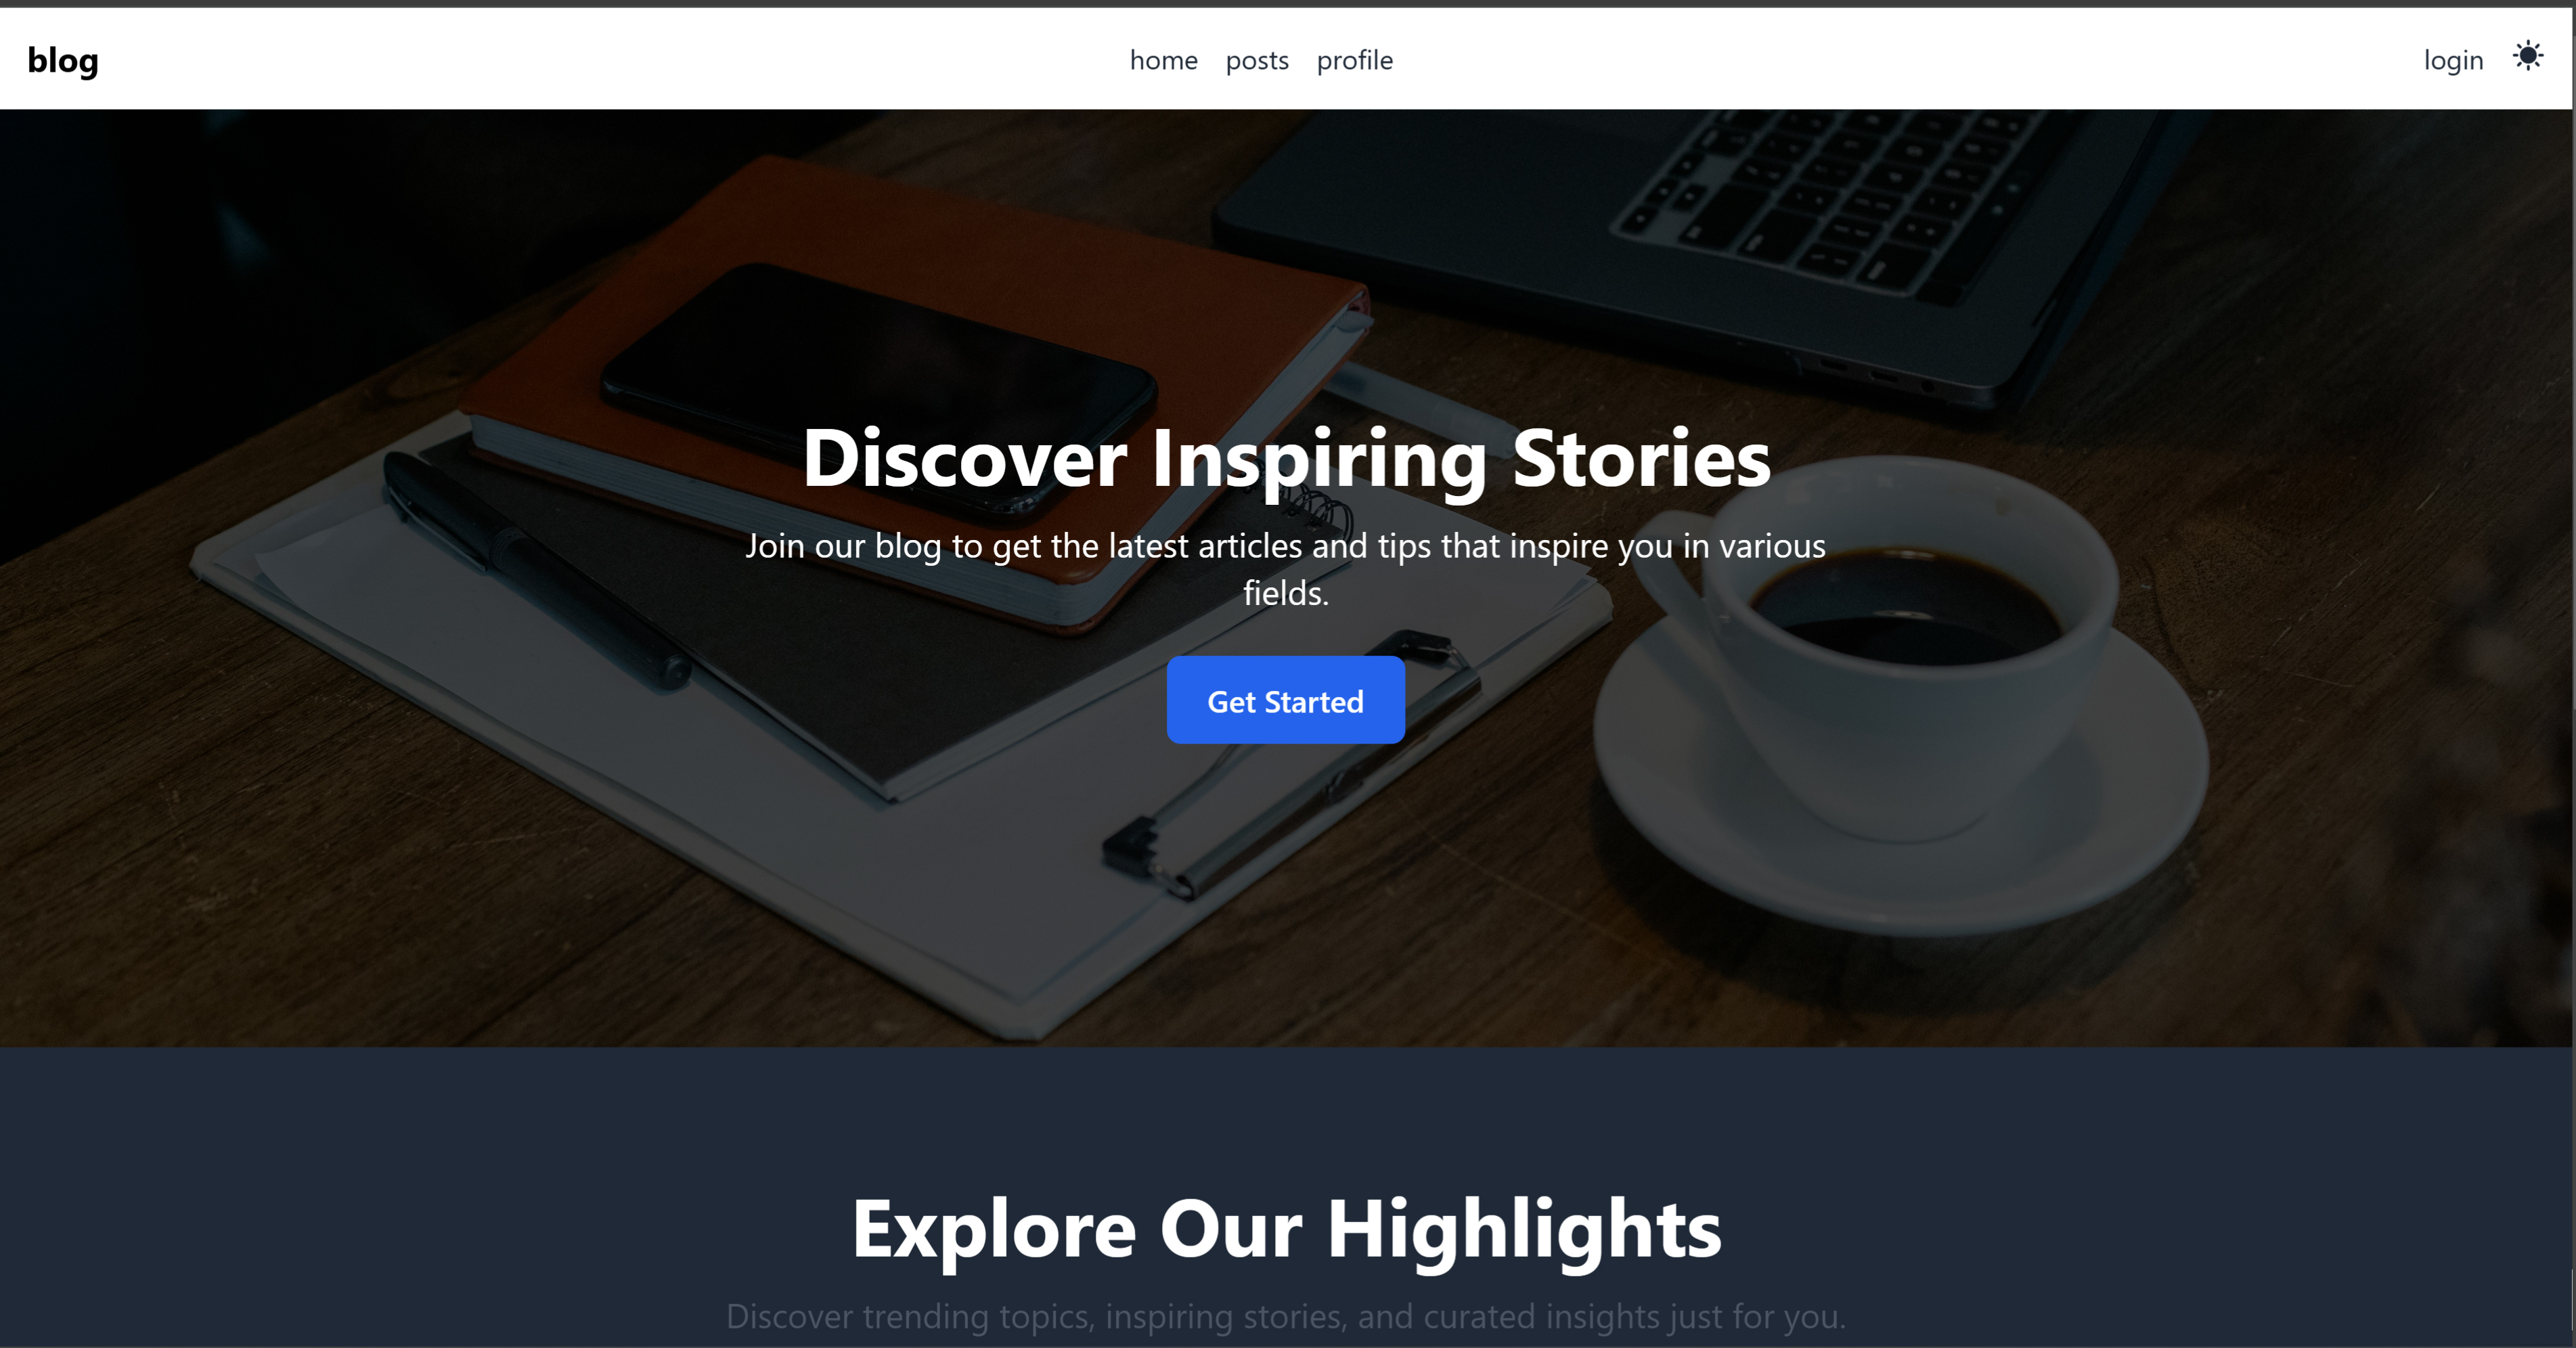 blog
home posts profile
login
Discover Inspiring Stories
Join our blog to get the latest articles and tips that inspire you in various
fields.
Get Started
Explore Our Highlights
Discover trending topics, inspiring stories, and curated insights just for you.